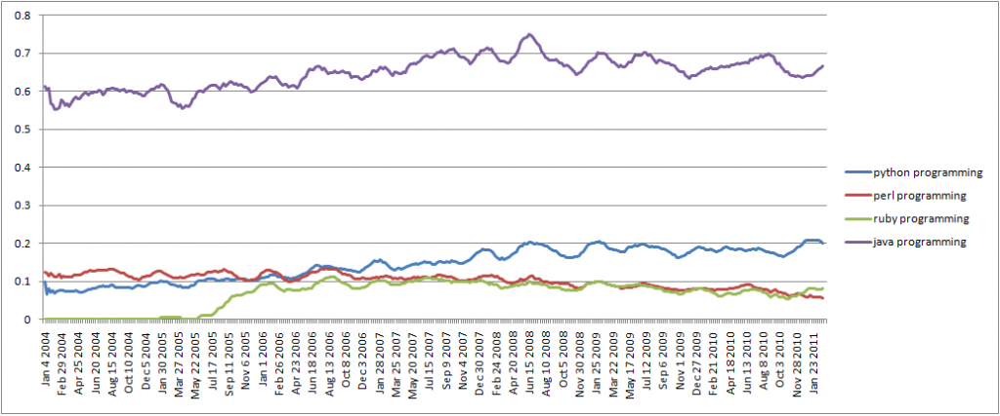 0.8
0.7
0.6
0.5
0.4
0.3
0.2
0.1
0
Jan 4 2004
Feb 29 2004
Apr 25 2004
Jun 20 2004
Aug 15 2004
Oct 10 2004
Dec 5 2004
Jan 30 2005
Mar 27 2005
May 22 2005
Jul 17 2005
Sep 11 2005
Nov 6 2005
Jan 1 2006
Feb 26 2006
Apr 23 2006
Jun 18 2006
Aug 13 2006
Oct 8 2006
Dec 3 2006
Jan 28 2007
Mar 25 2007
May 20 2007
Jul 15 2007
Sep 9 2007
Nov 4 2007
Dec 30 2007
Feb 24 2008
Apr 20 2008
Jun 15 2008
Aug 10 2008
Oct 5 2008
Nov 30 2008
Jan 25 2009
Mar 22 2009
May 17 2009
Jul 12 2009
Sep 6 2009
Nov 1 2009
Dec 27 2009
Feb 21 2010
Apr 18 2010
Jun 13 2010
Aug 8 2010
Oct 3 2010
Nov 28 2010
Jan 23 2011
python programming
perl programming
ruby programming
java programming